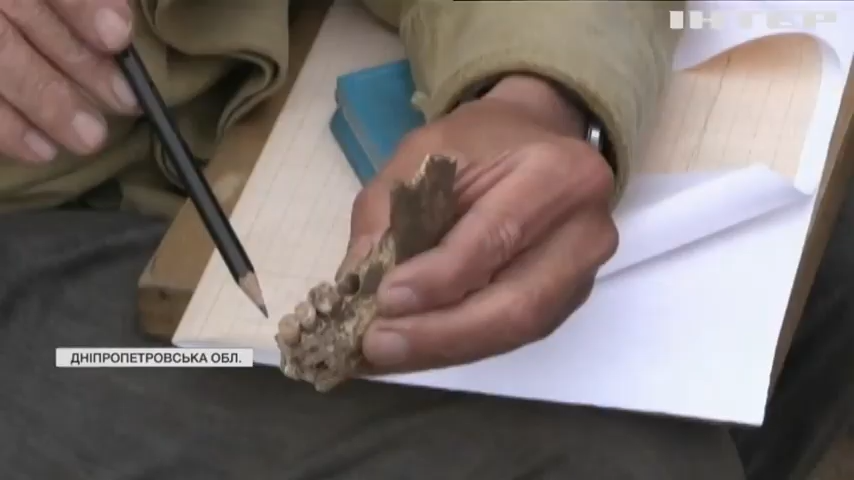 ІНТЕР
ДНІПРОПЕТРОВСЬКА ОБЛ.